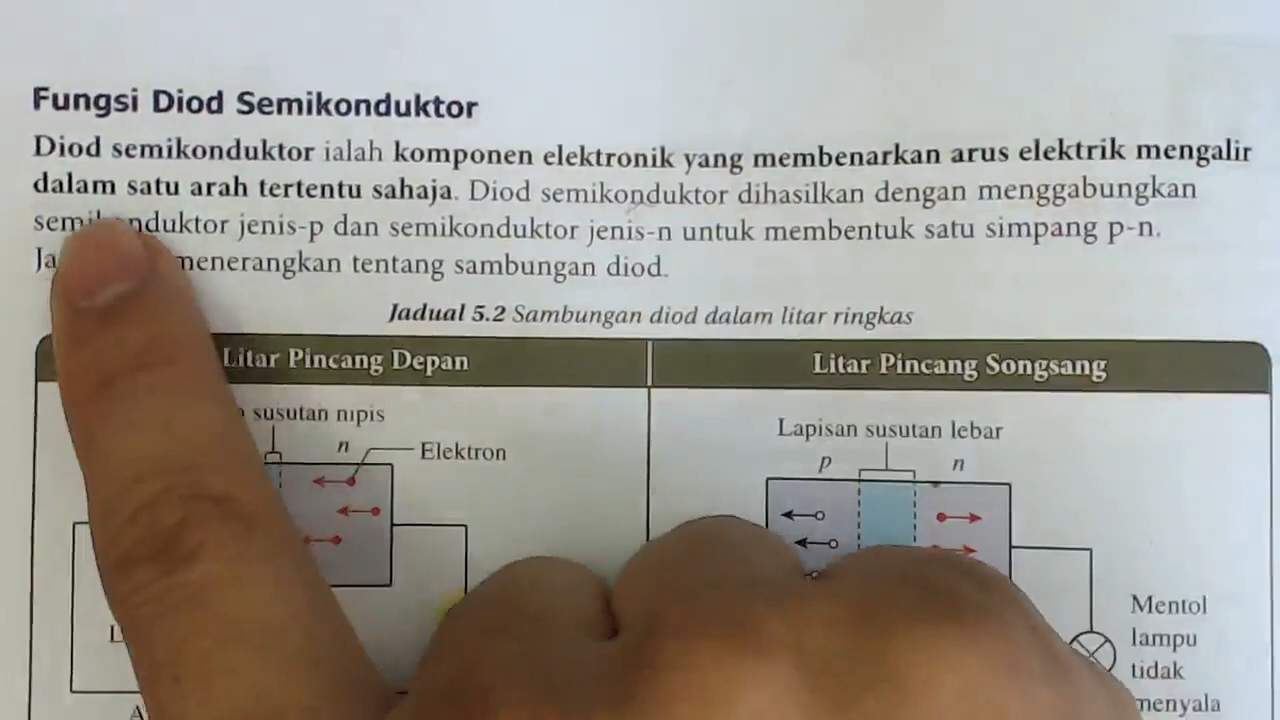 Fungsi Diod Semikonduktor
Diod semikonduktor ialah komponen elektronik yang membenarkan arus elektrik mengalir
dalam satu arah tertentu sahaja. Diod semikonduktor dihasilkan dengan menggabungkan
semikonduktor jenis-p dan semikonduktor jenis-n untuk membentuk satu simpang p-n.
menerangkan tentang sambungan diod.
Jadual 5.2 Sambungan diod dalam litar ringkas
Litar Pincang Depan
Litar Pincang Songsang
susutan nipis
n
Elektron
Lapisan susutan lebar
p
n
Mentol
lampu
tidak
menyala